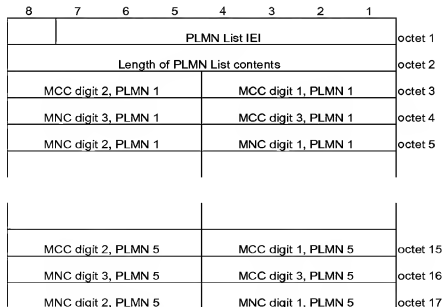 8 7 6 5 4 3 2 1
PLMN List IEI octet 1
Length of PLMN List contents octet 2
MCC digit 2, PLMN 1 MCC digit 1, PLMN 1 octet 3
MNC digit 3, PLMN 1 MCC digit 3, PLMN 1 octet 4
MNC digit 2, PLMN 1 MNC digit 1, PLMN 1 octet 5
MCC digit 2, PLMN 5 MCC digit 1, PLMN 5 octet 15
MNC digit 3, PLMN 5 MCC digit 3, PLMN 5 octet 16
MNC digit 2, PLMN 5 MNC digit 1, PLMN 5 octet 17